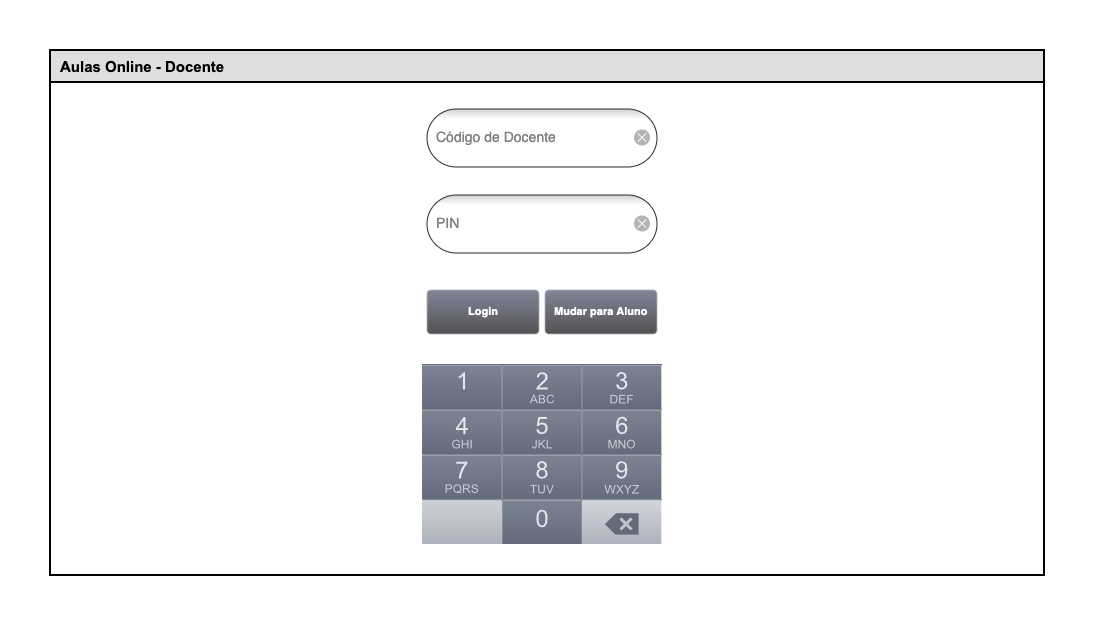 Aulas Online - Docente
Código de Docente
PIN
Login
Mudar para Aluno
1 2 3
ABC DEF
4 5 6
GHI JKL MNO
7 8 9
PQRS TUV WXYZ
0